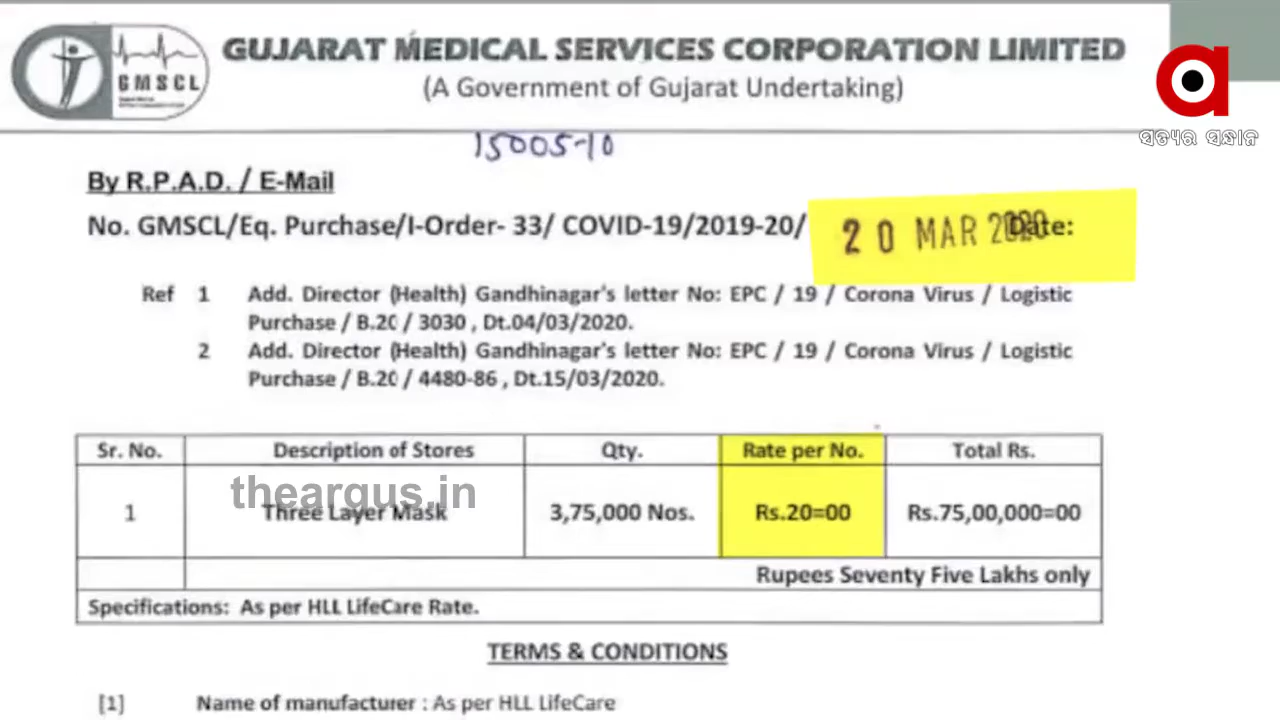 GMSCL
GUJARAT MEDICAL SERVICES CORPORATION LIMITED
(A Government of Gujarat Undertaking)
ସତ୍ୟର ସନ୍ଧାନ
15005-10
By R.P.A.D. / E-Mail
No. GMSCL/Eq. Purchase/I-Order- 33/ COVID-19/2019-20/ 20 MAR 2020 Date:
Ref 1 Add. Director (Health) Gandhinagar's letter No: EPC / 19 / Corona Virus / Logistic
Purchase / B.20 / 3030 , Dt.04/03/2020.
2 Add. Director (Health) Gandhinagar's letter No: EPC / 19 / Corona Virus / Logistic
Purchase / B.20 / 4480-86 , Dt.15/03/2020.
Sr. No. Description of Stores Qty. Rate per No. Total Rs.
theargus.in
1 Three Layer Mask 3,75,000 Nos. Rs.20=00 Rs.75,00,000=00
Rupees Seventy Five Lakhs only
Specifications: As per HLL LifeCare Rate.
TERMS & CONDITIONS
[1] Name of manufacturer : As per HLL LifeCare